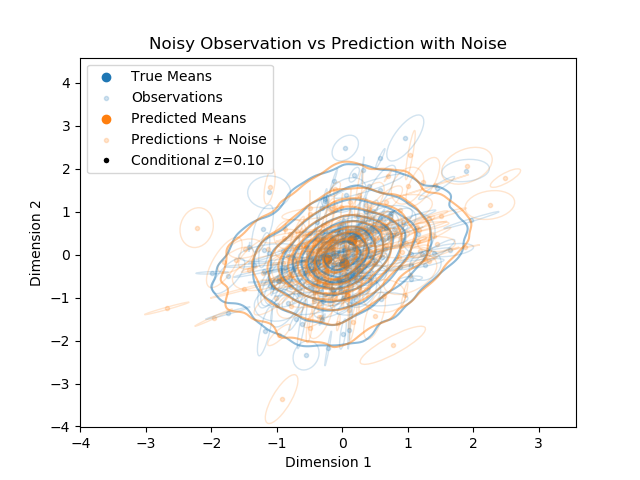 Noisy Observation vs Prediction with Noise
True Means
Observations
Predicted Means
Predictions + Noise
Conditional z=0.10
Dimension 2
4
3
2
1
0
−1
−2
−3
−4
−4 −3 −2 −1 0 1 2 3
Dimension 1